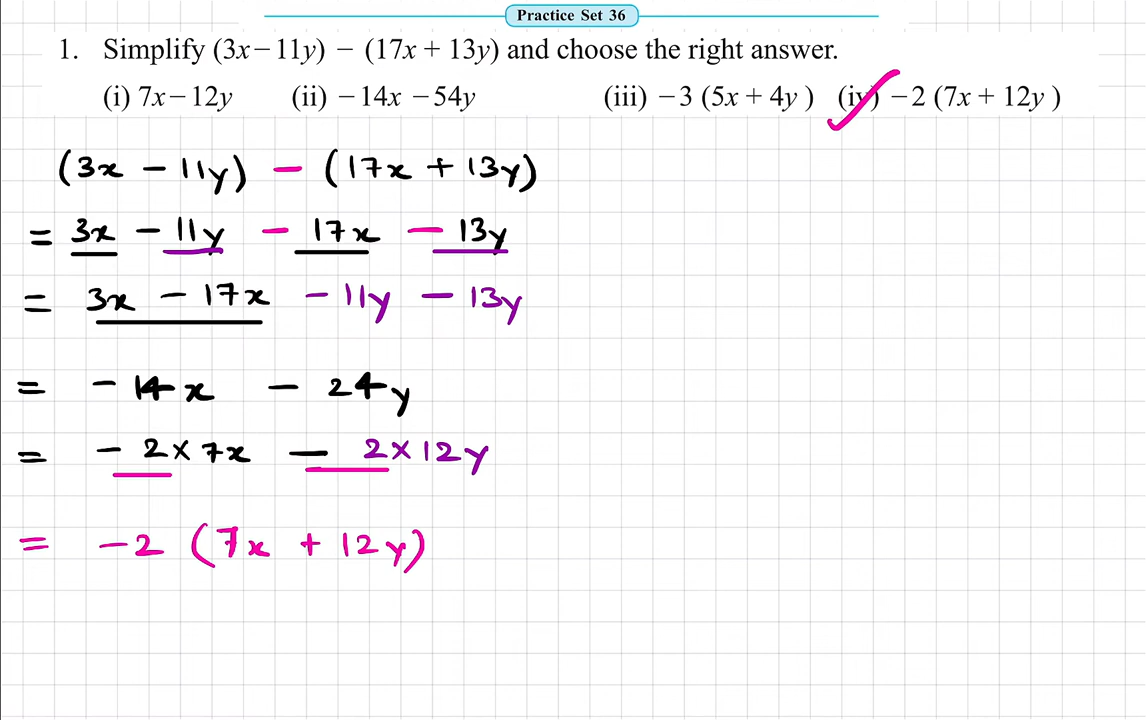 Practice Set 36
1. Simplify (3x−11y) − (17x + 13y) and choose the right answer.
(i) 7x−12y (ii) −14x −54y (iii) −3 (5x + 4y ) (iv) −2 (7x + 12y )
(3x − 11y) − (17x + 13y)
= 3x − 11y − 17x − 13y
= 3x − 17x − 11y − 13y
= − 14x − 24y
= − 2 × 7x − 2 × 12y
= −2 (7x + 12y)